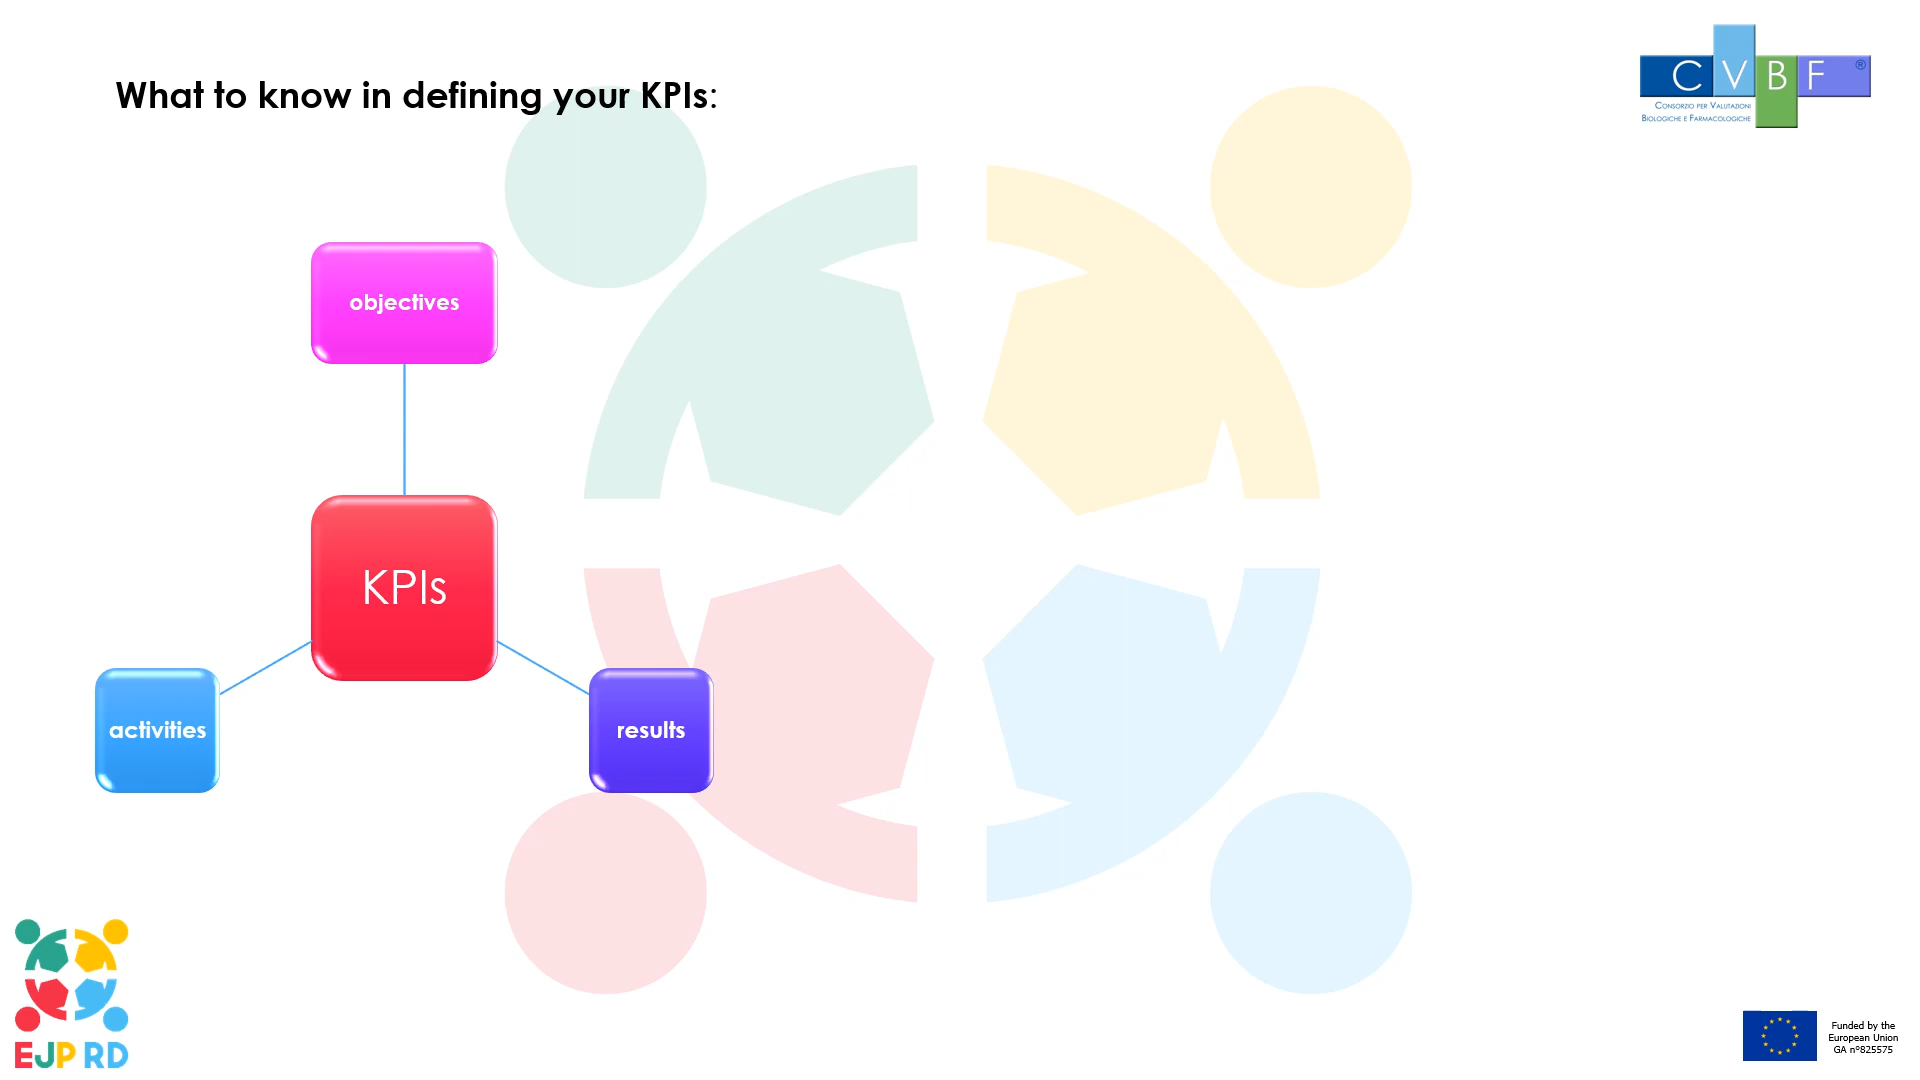 What to know in defining your KPIs:
C V B F ®
Consorzio per Valutazioni
Biologiche e Farmacologiche
objectives
KPIs
activities
results
EJP RD
Funded by the
European Union
GA n°825575